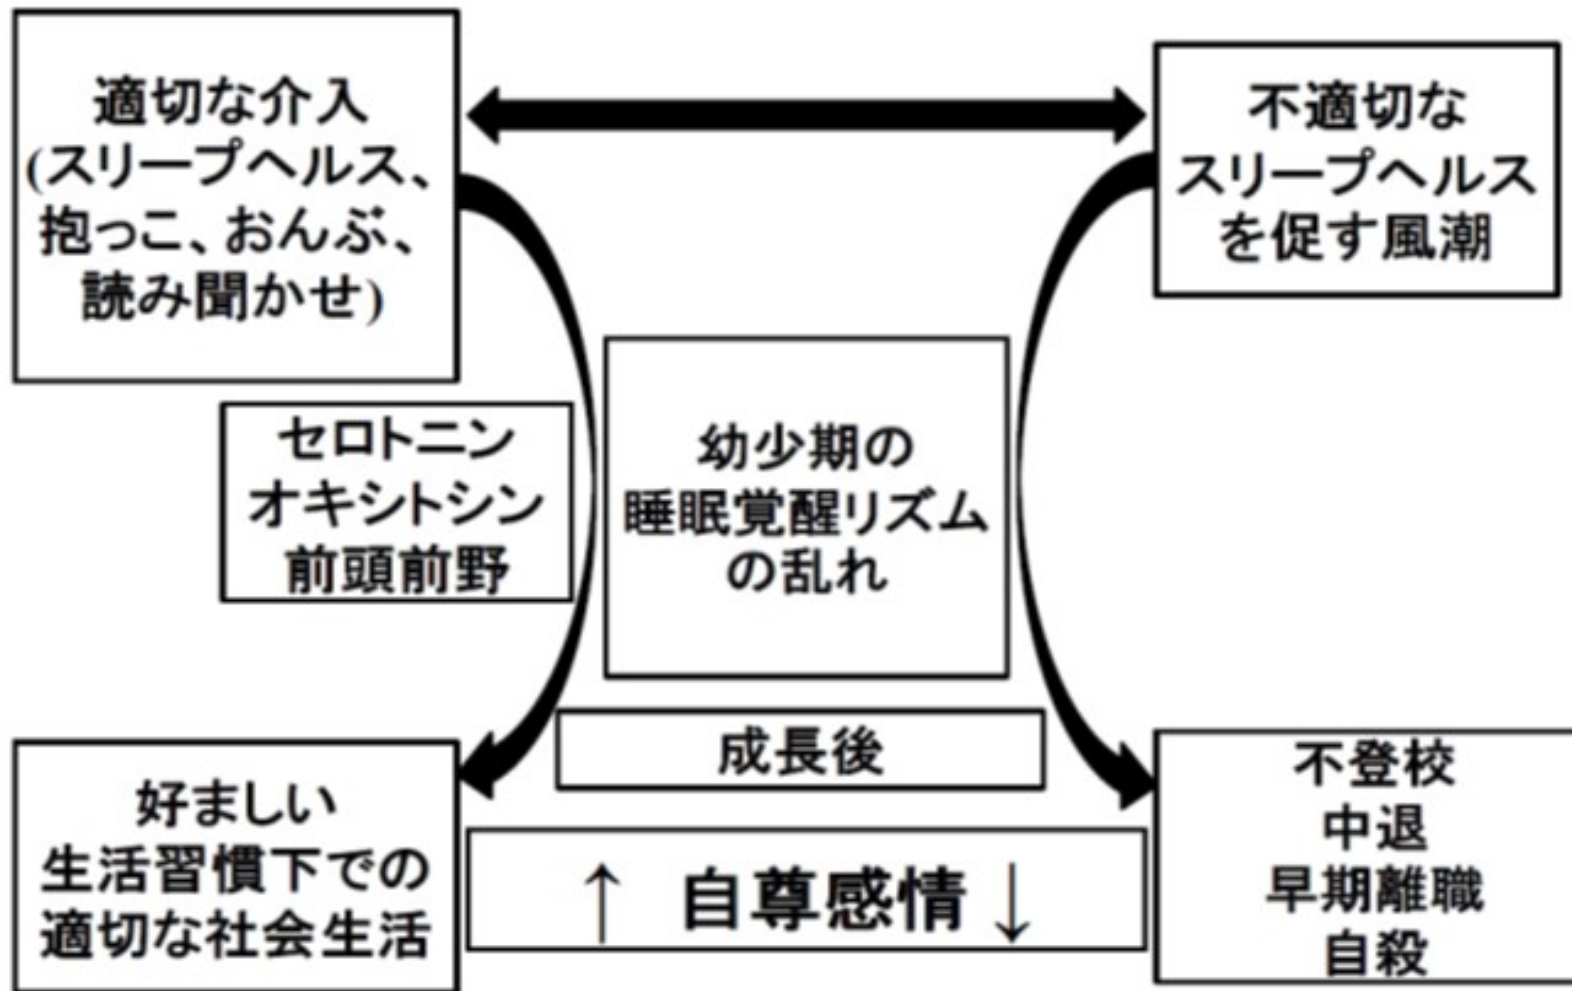 適切な介入
(スリープヘルス、
抱っこ、おんぶ、
読み聞かせ)
不適切な
スリープヘルス
を促す風潮
セロトニン
オキシトシン
前頭前野
幼少期の
睡眠覚醒リズム
の乱れ
成長後
好ましい
生活習慣下での
適切な社会生活
↑ 自尊感情 ↓
不登校
中退
早期離職
自殺